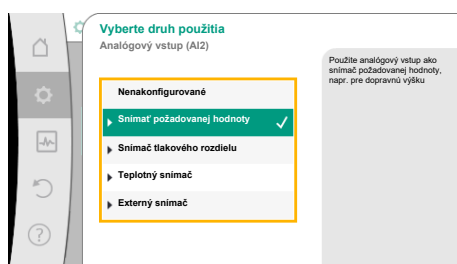 Vyberte druh použitia
Analógový vstup (AI2)
Nenakonfigurované
Snímať požadovanej hodnoty
Snímač tlakového rozdielu
Teplotný snímač
Externý snímač
Použite analógový vstup ako
snímač požadovanej hodnoty,
napr. pre dopravnú výšku
?